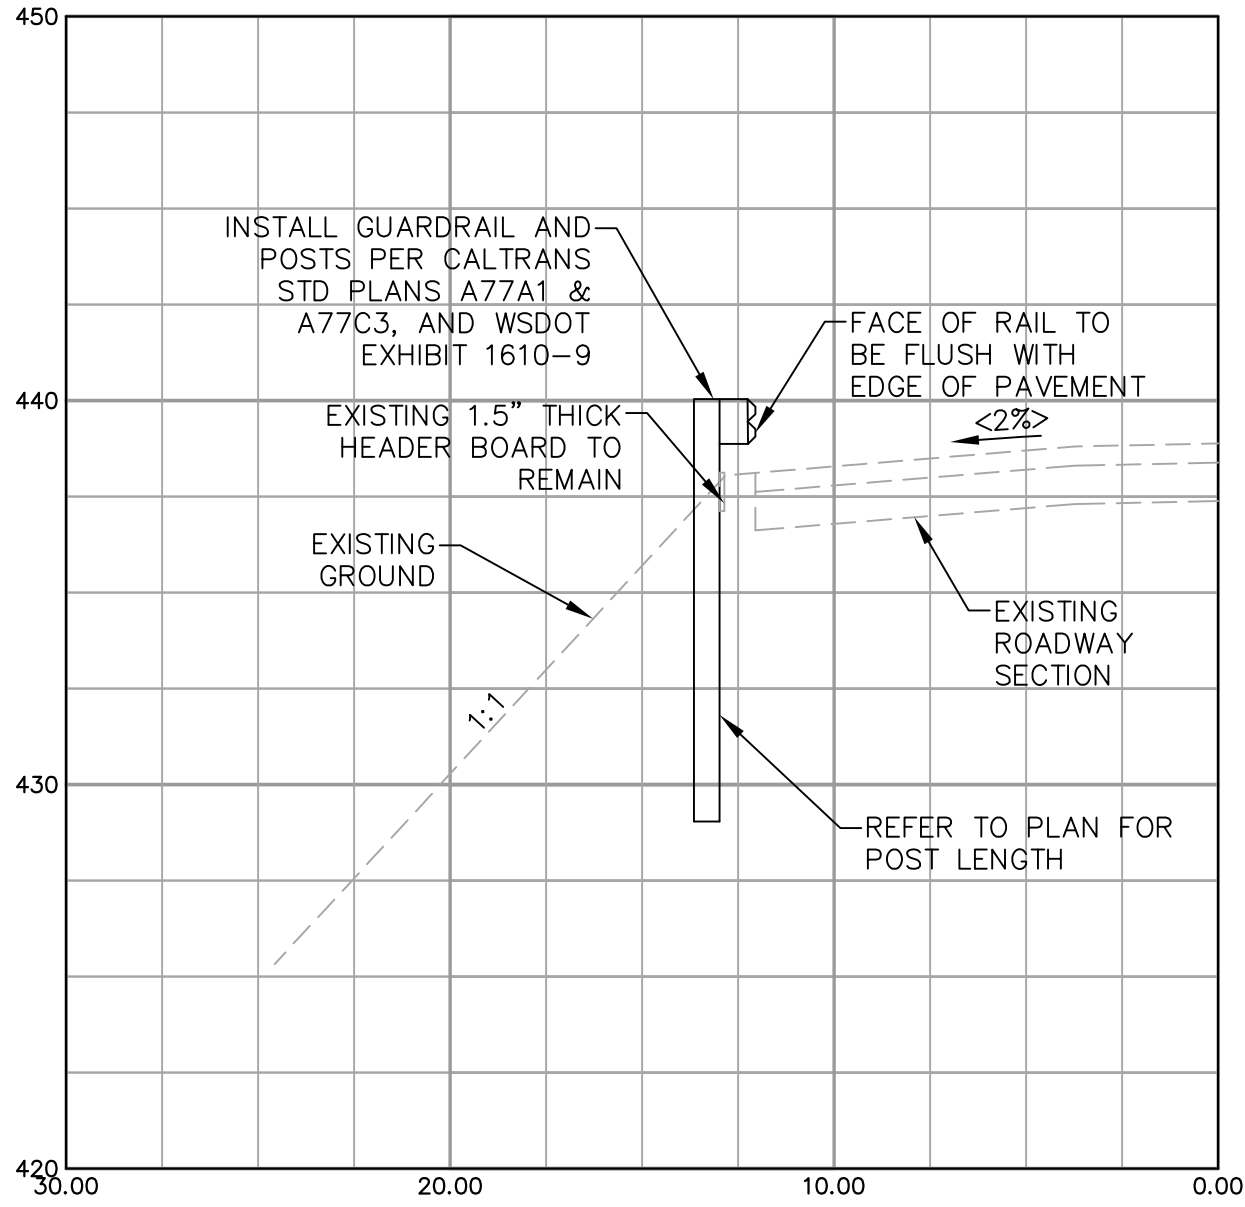 450
INSTALL GUARDRAIL AND
POSTS PER CALTRANS
STD PLANS A77A1 &
A77C3, AND WSDOT
EXHIBIT 1610-9
FACE OF RAIL TO
BE FLUSH WITH
EDGE OF PAVEMENT
440
<2%>
EXISTING 1.5" THICK
HEADER BOARD TO
REMAIN
EXISTING
GROUND
EXISTING
ROADWAY
SECTION
1:1
430
REFER TO PLAN FOR
POST LENGTH
420
30.00 20.00 10.00 0.00